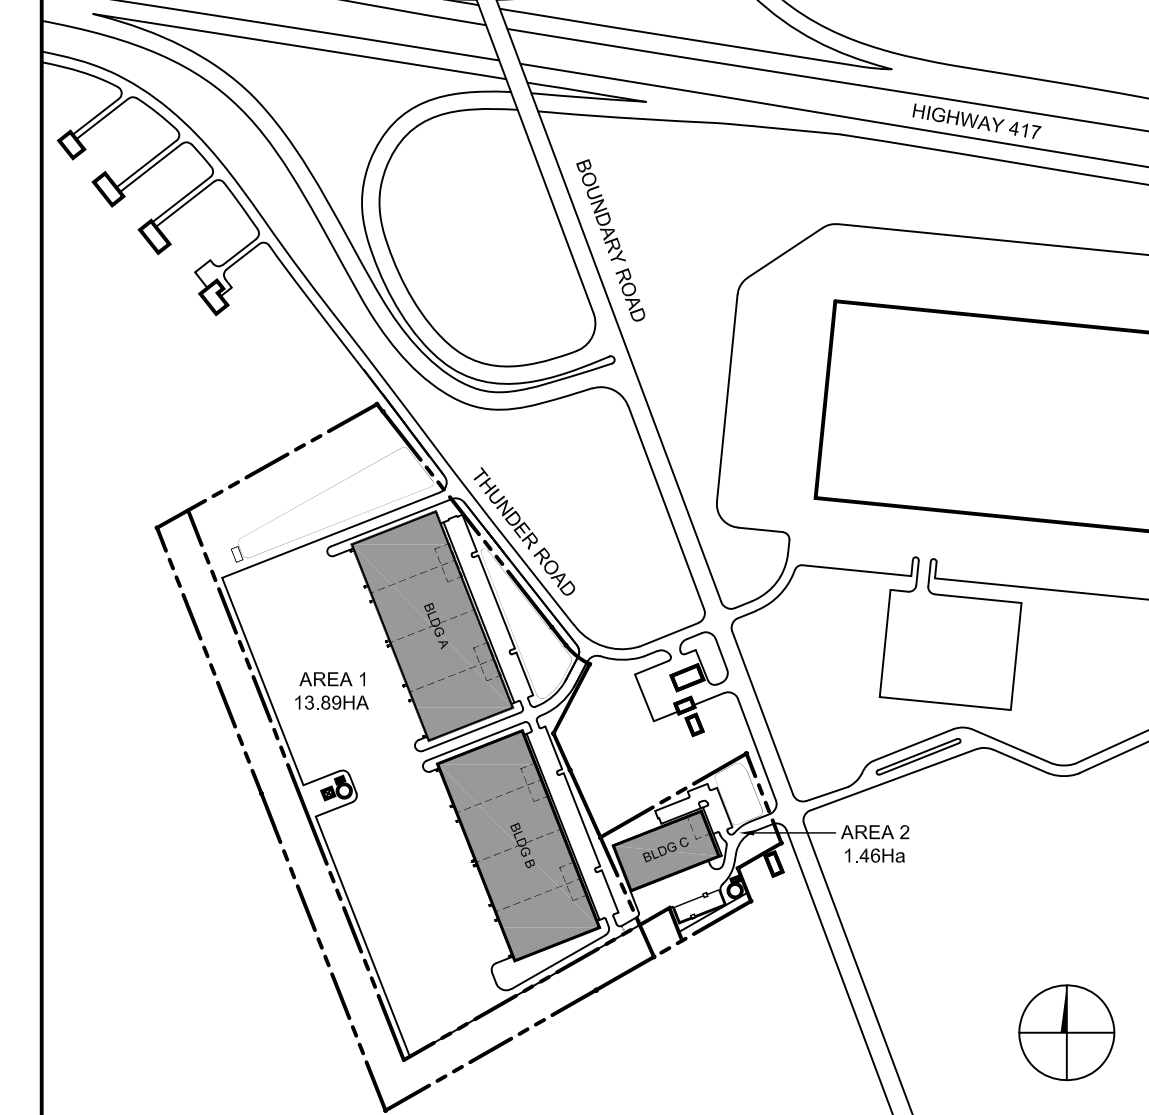 HIGHWAY 417
BOUNDARY ROAD
THUNDER ROAD
BLDG A
AREA 1
13.89HA
BLDG B
BLDG C
AREA 2
1.46Ha